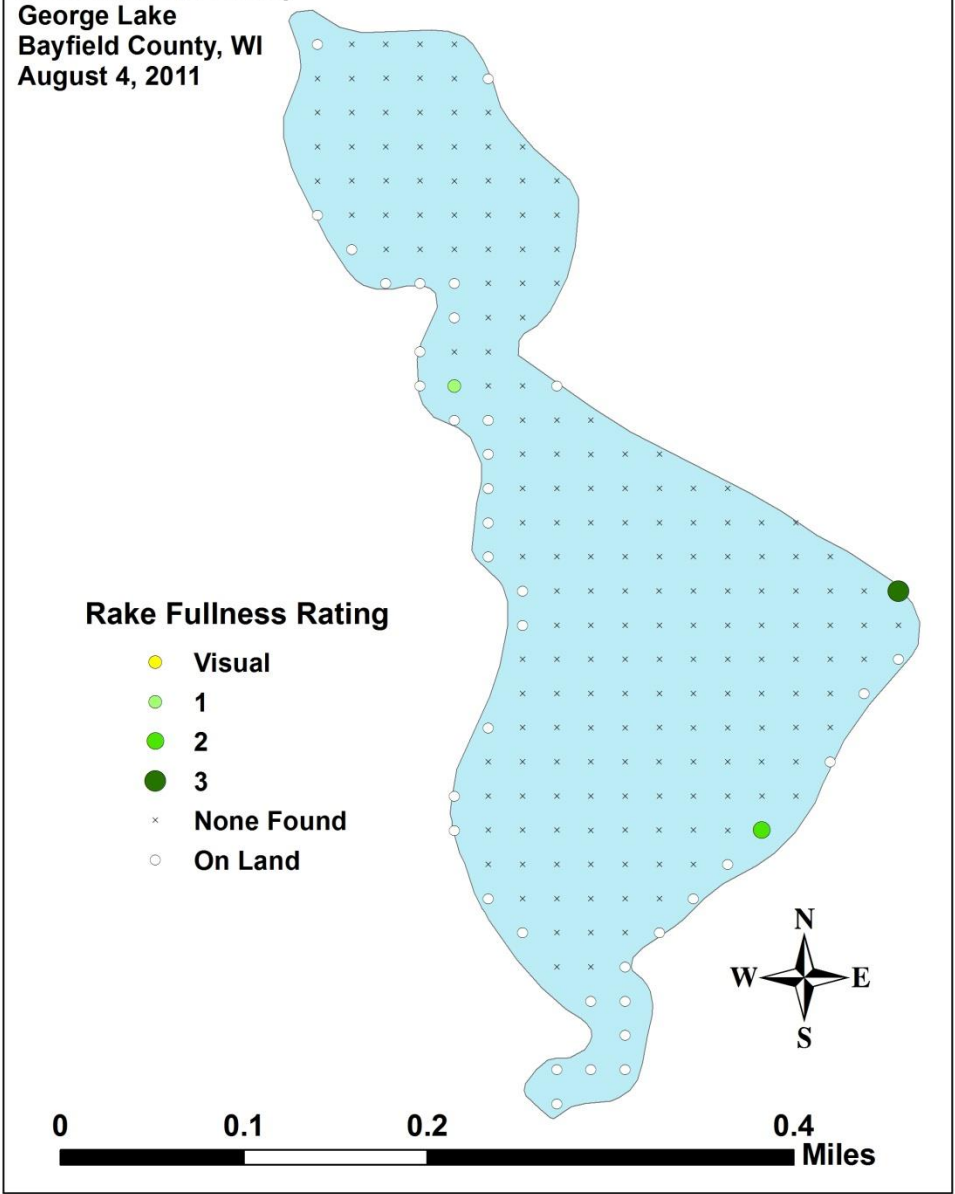 George Lake
Bayfield County, WI
August 4, 2011
Rake Fullness Rating
Visual
1
2
3
None Found
On Land
N
W E
S
0 0.1 0.2 0.4
Miles